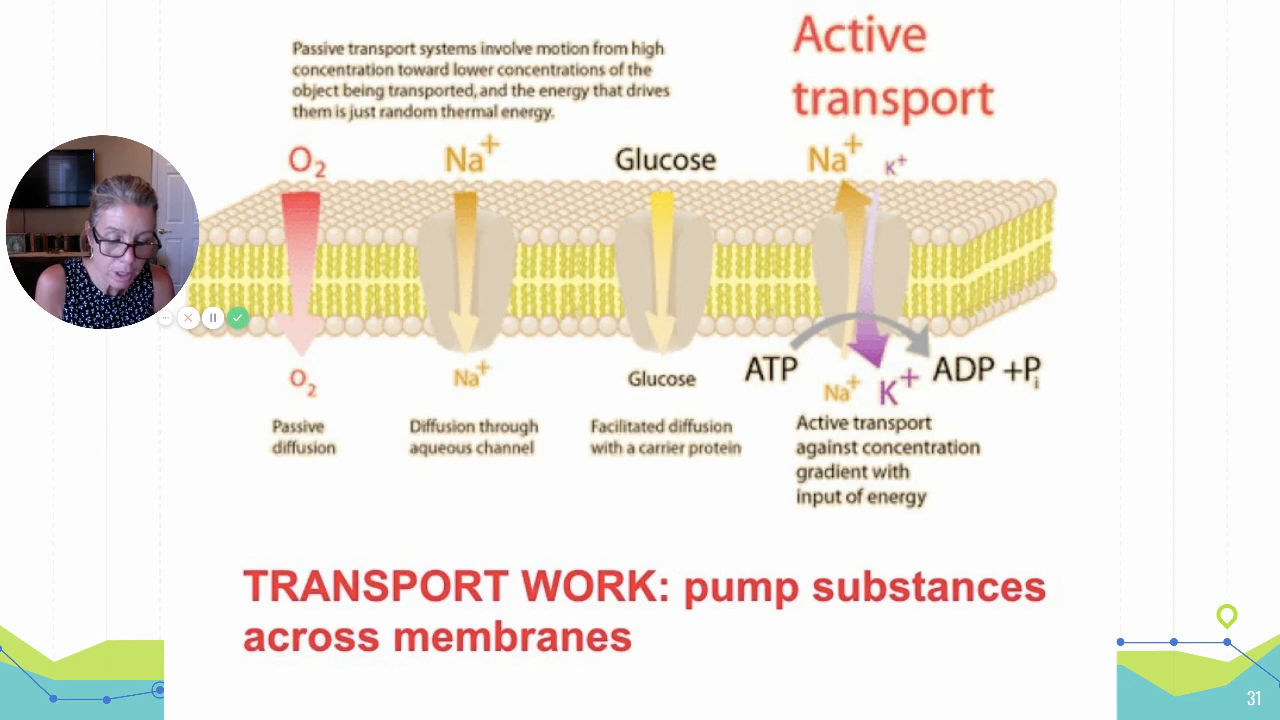 Active
transport
Passive transport systems involve motion from high
concentration toward lower concentrations of the
object being transported, and the energy that drives
them is just random thermal energy.
O₂
Na⁺
Glucose
Na⁺
K⁺
ATP
ADP +Pᵢ
O₂
Na⁺
Glucose
Na⁺
K⁺
Passive
diffusion
Diffusion through
aqueous channel
Facilitated diffusion
with a carrier protein
Active transport
against concentration
gradient with
input of energy
TRANSPORT WORK: pump substances
across membranes
31